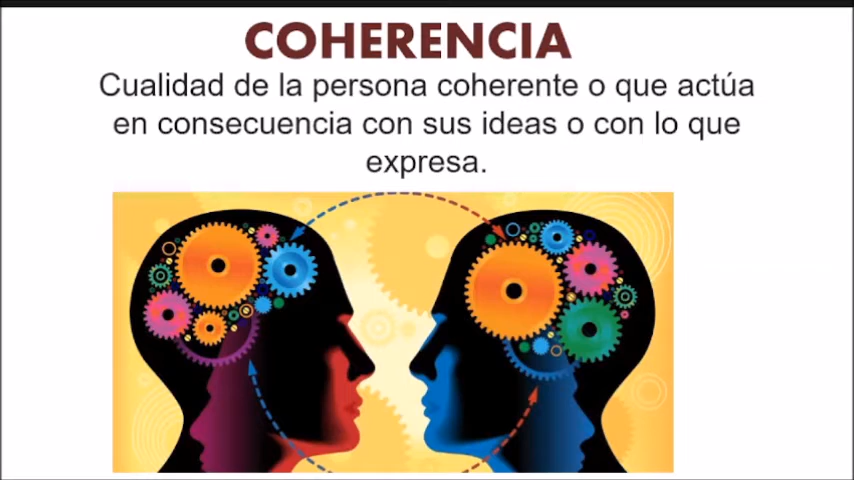 COHERENCIA
Cualidad de la persona coherente o que actúa
en consecuencia con sus ideas o con lo que
expresa.